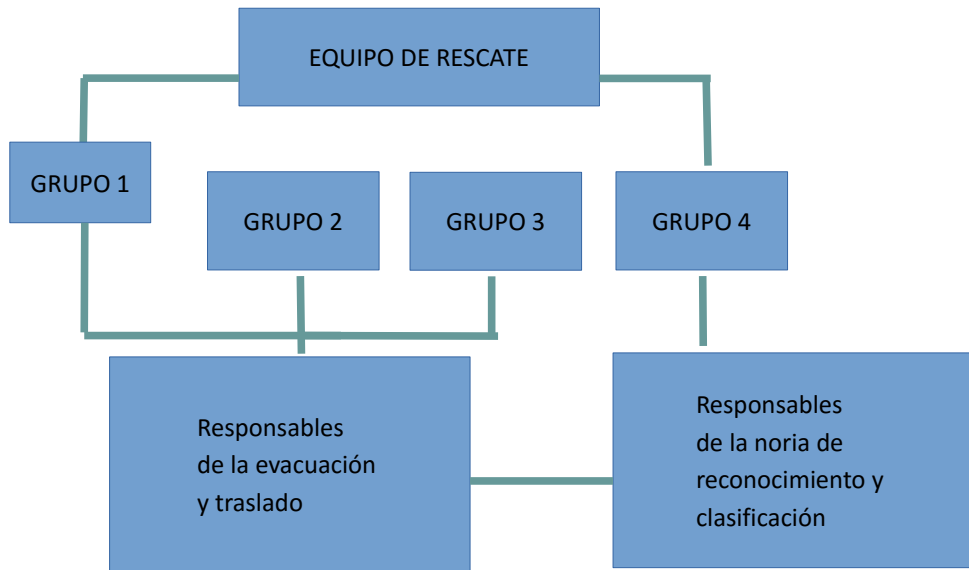 EQUIPO DE RESCATE
GRUPO 1
GRUPO 2
GRUPO 3
GRUPO 4
Responsables
de la evacuación
y traslado
Responsables
de la noria de
reconocimiento y
clasificación